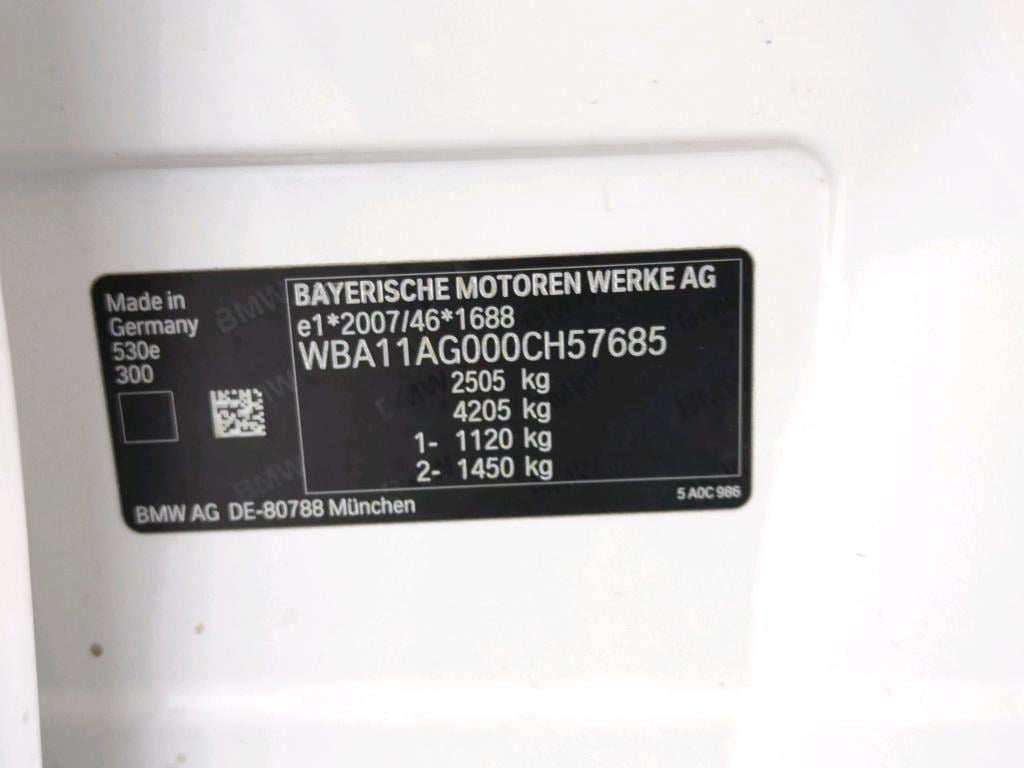 Made in
Germany
530e
300
BAYERISCHE MOTOREN WERKE AG
e1*2007/46*1688
WBA11AG000CH57685
2505 kg
4205 kg
1- 1120 kg
2- 1450 kg
BMW AG DE-80788 München
5 A0C 986